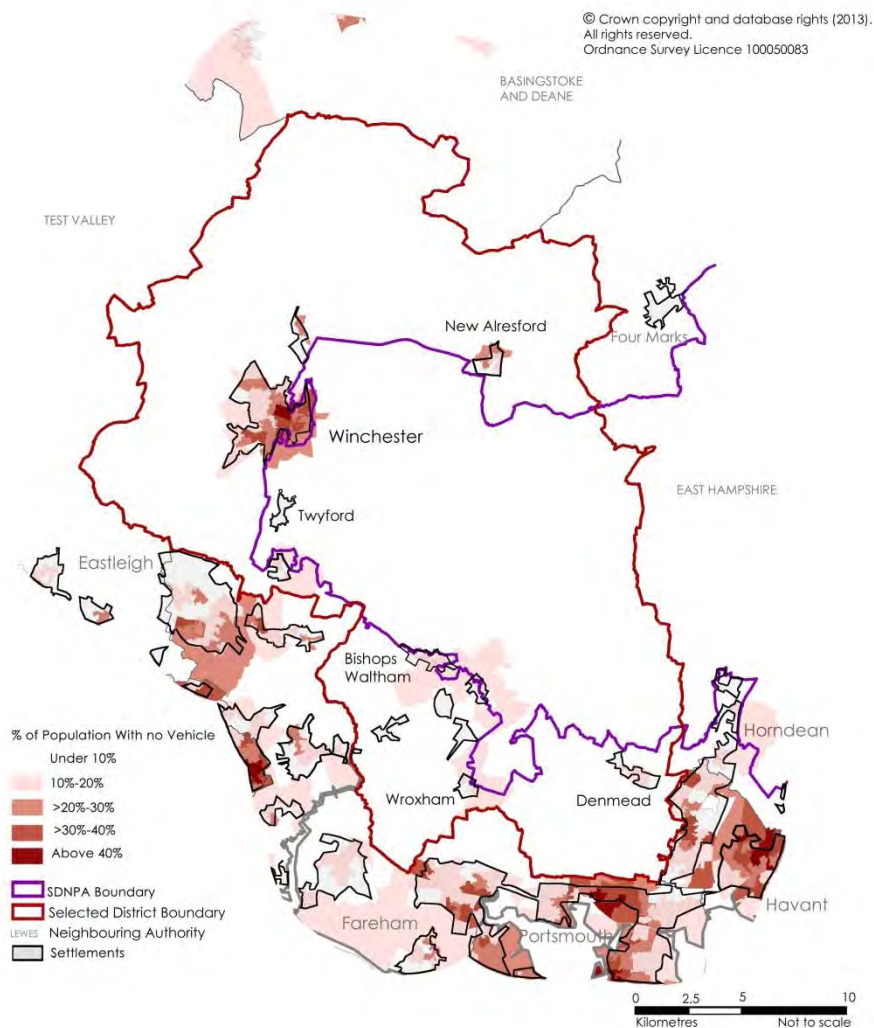 © Crown copyright and database rights (2013).
All rights reserved.
Ordnance Survey Licence 100050083
BASINGSTOKE
AND DEANE
TEST VALLEY
New Alresford
Four Marks
Winchester
EAST HAMPSHIRE
Twyford
Eastleigh
Bishops
Waltham
Horndean
% of Population With no Vehicle
Under 10%
10%-20%
>20%-30%
>30%-40%
Above 40%
Wroxham
Denmead
SDNPA Boundary
Selected District Boundary
LEWES Neighbouring Authority
Settlements
Fareham
Portsmouth
Havant
0 2.5 5 10
Kilometres Not to scale